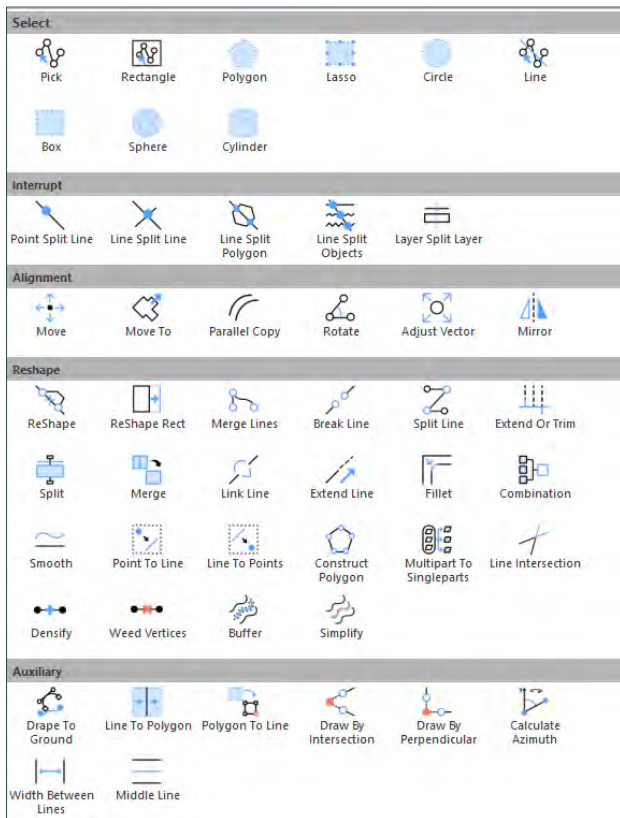 Select
Pick Rectangle Polygon Lasso Circle Line
Box Sphere Cylinder
Interrupt
Point Split Line Line Split Line Line Split Line Split Layer Split Layer
Polygon Objects
Alignment
Move Move To Parallel Copy Rotate Adjust Vector Mirror
Reshape
ReShape ReShape Rect Merge Lines Break Line Split Line Extend Or Trim
Split Merge Link Line Extend Line Fillet Combination
Smooth Point To Line Line To Points Construct Multipart To Line Intersection
Polygon Singleparts
Densify Weed Vertices Buffer Simplify
Auxiliary
Drape To Line To Polygon Polygon To Line Draw By Draw By Calculate
Ground Intersection Perpendicular Azimuth
Width Between Middle Line
Lines